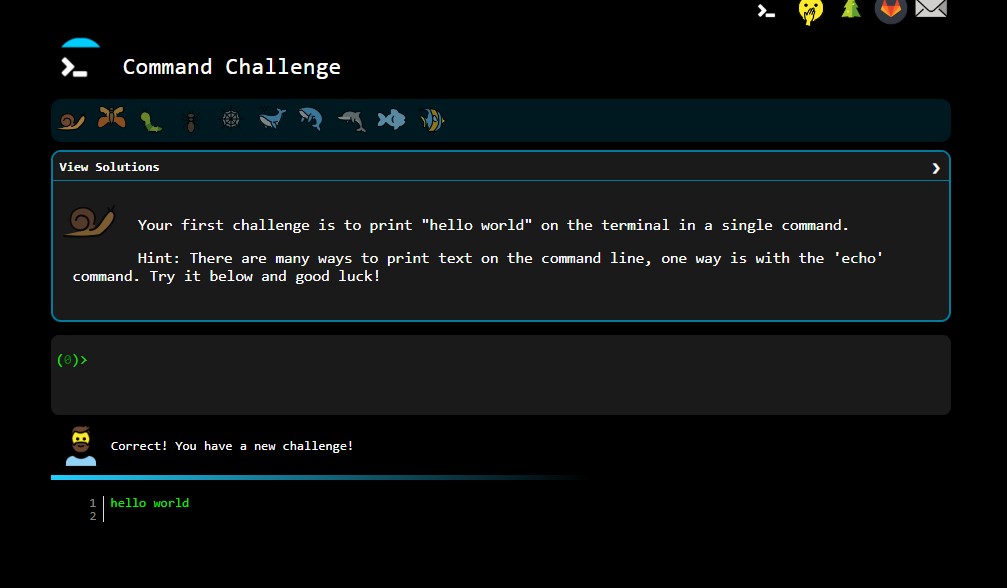 Command Challenge
View Solutions
Your first challenge is to print "hello world" on the terminal in a single command.
Hint: There are many ways to print text on the command line, one way is with the 'echo'
command. Try it below and good luck!
(0)>
Correct! You have a new challenge!
1 hello world
2